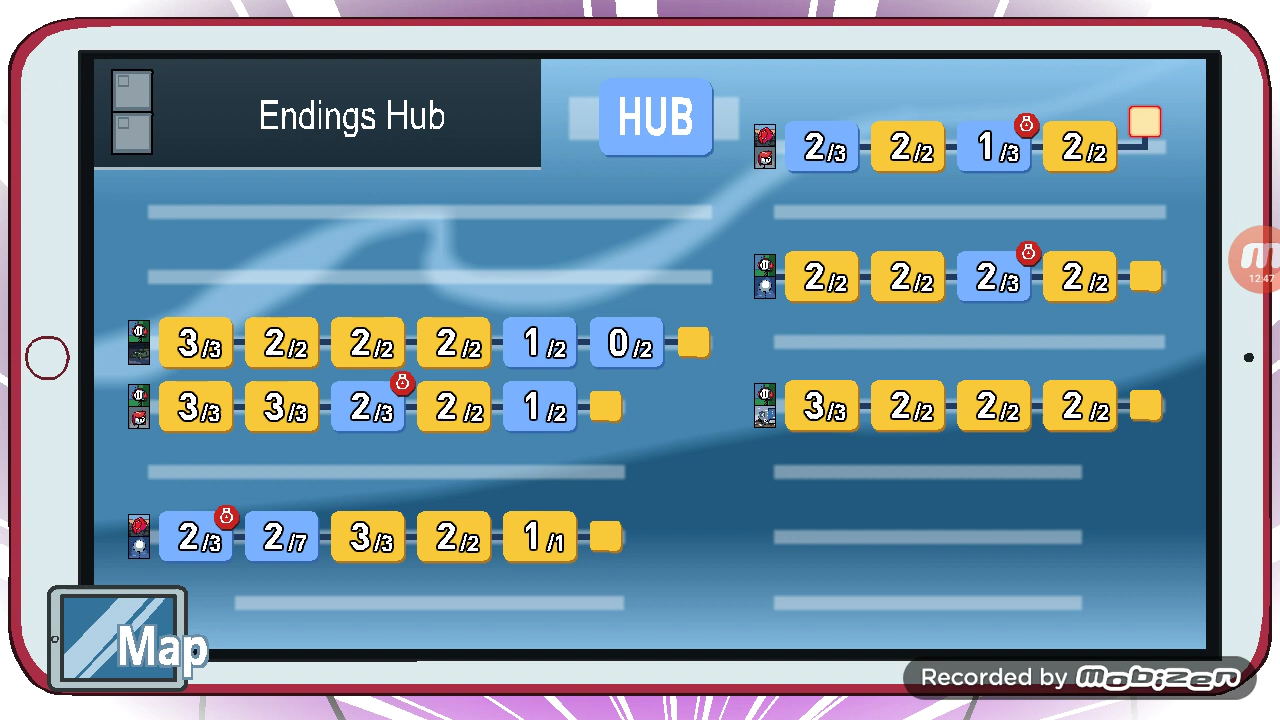 Endings Hub
HUB
2/3 2/2 1/3 2/2
2/2 2/2 2/3 2/2
3/3 2/2 2/2 2/2 1/2 0/2
3/3 3/3 2/3 2/2 1/2
3/3 2/2 2/2 2/2
2/3 2/7 3/3 2/2 1/1
Map
12:47
Recorded by MOBIZEN